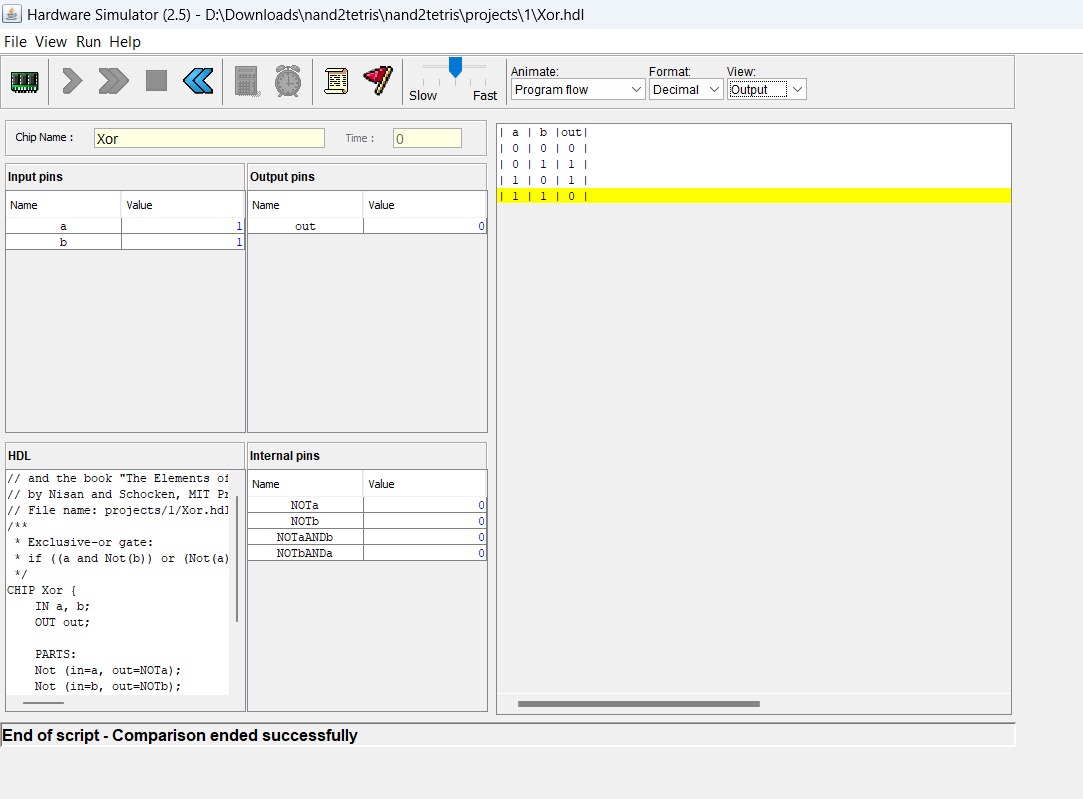 Hardware Simulator (2.5) - D:\Downloads\nand2tetris\nand2tetris\projects\1\Xor.hdl
File View Run Help
Slow Fast
Animate: Format: View:
Program flow Decimal Output
Chip Name : Xor Time : 0
Input pins
Name Value
a 1
b 1
Output pins
Name Value
out 0
HDL
// and the book "The Elements of
// by Nisan and Schocken, MIT Pr
// File name: projects/1/Xor.hdl
/**
* Exclusive-or gate:
* if ((a and Not(b)) or (Not(a)
*/
CHIP Xor {
IN a, b;
OUT out;
PARTS:
Not (in=a, out=NOTa);
Not (in=b, out=NOTb);
Internal pins
Name Value
NOTa 0
NOTb 0
NOTaANDb 0
NOTbANDa 0
| a | b |out|
| 0 | 0 | 0 |
| 0 | 1 | 1 |
| 1 | 0 | 1 |
| 1 | 1 | 0 |
End of script - Comparison ended successfully